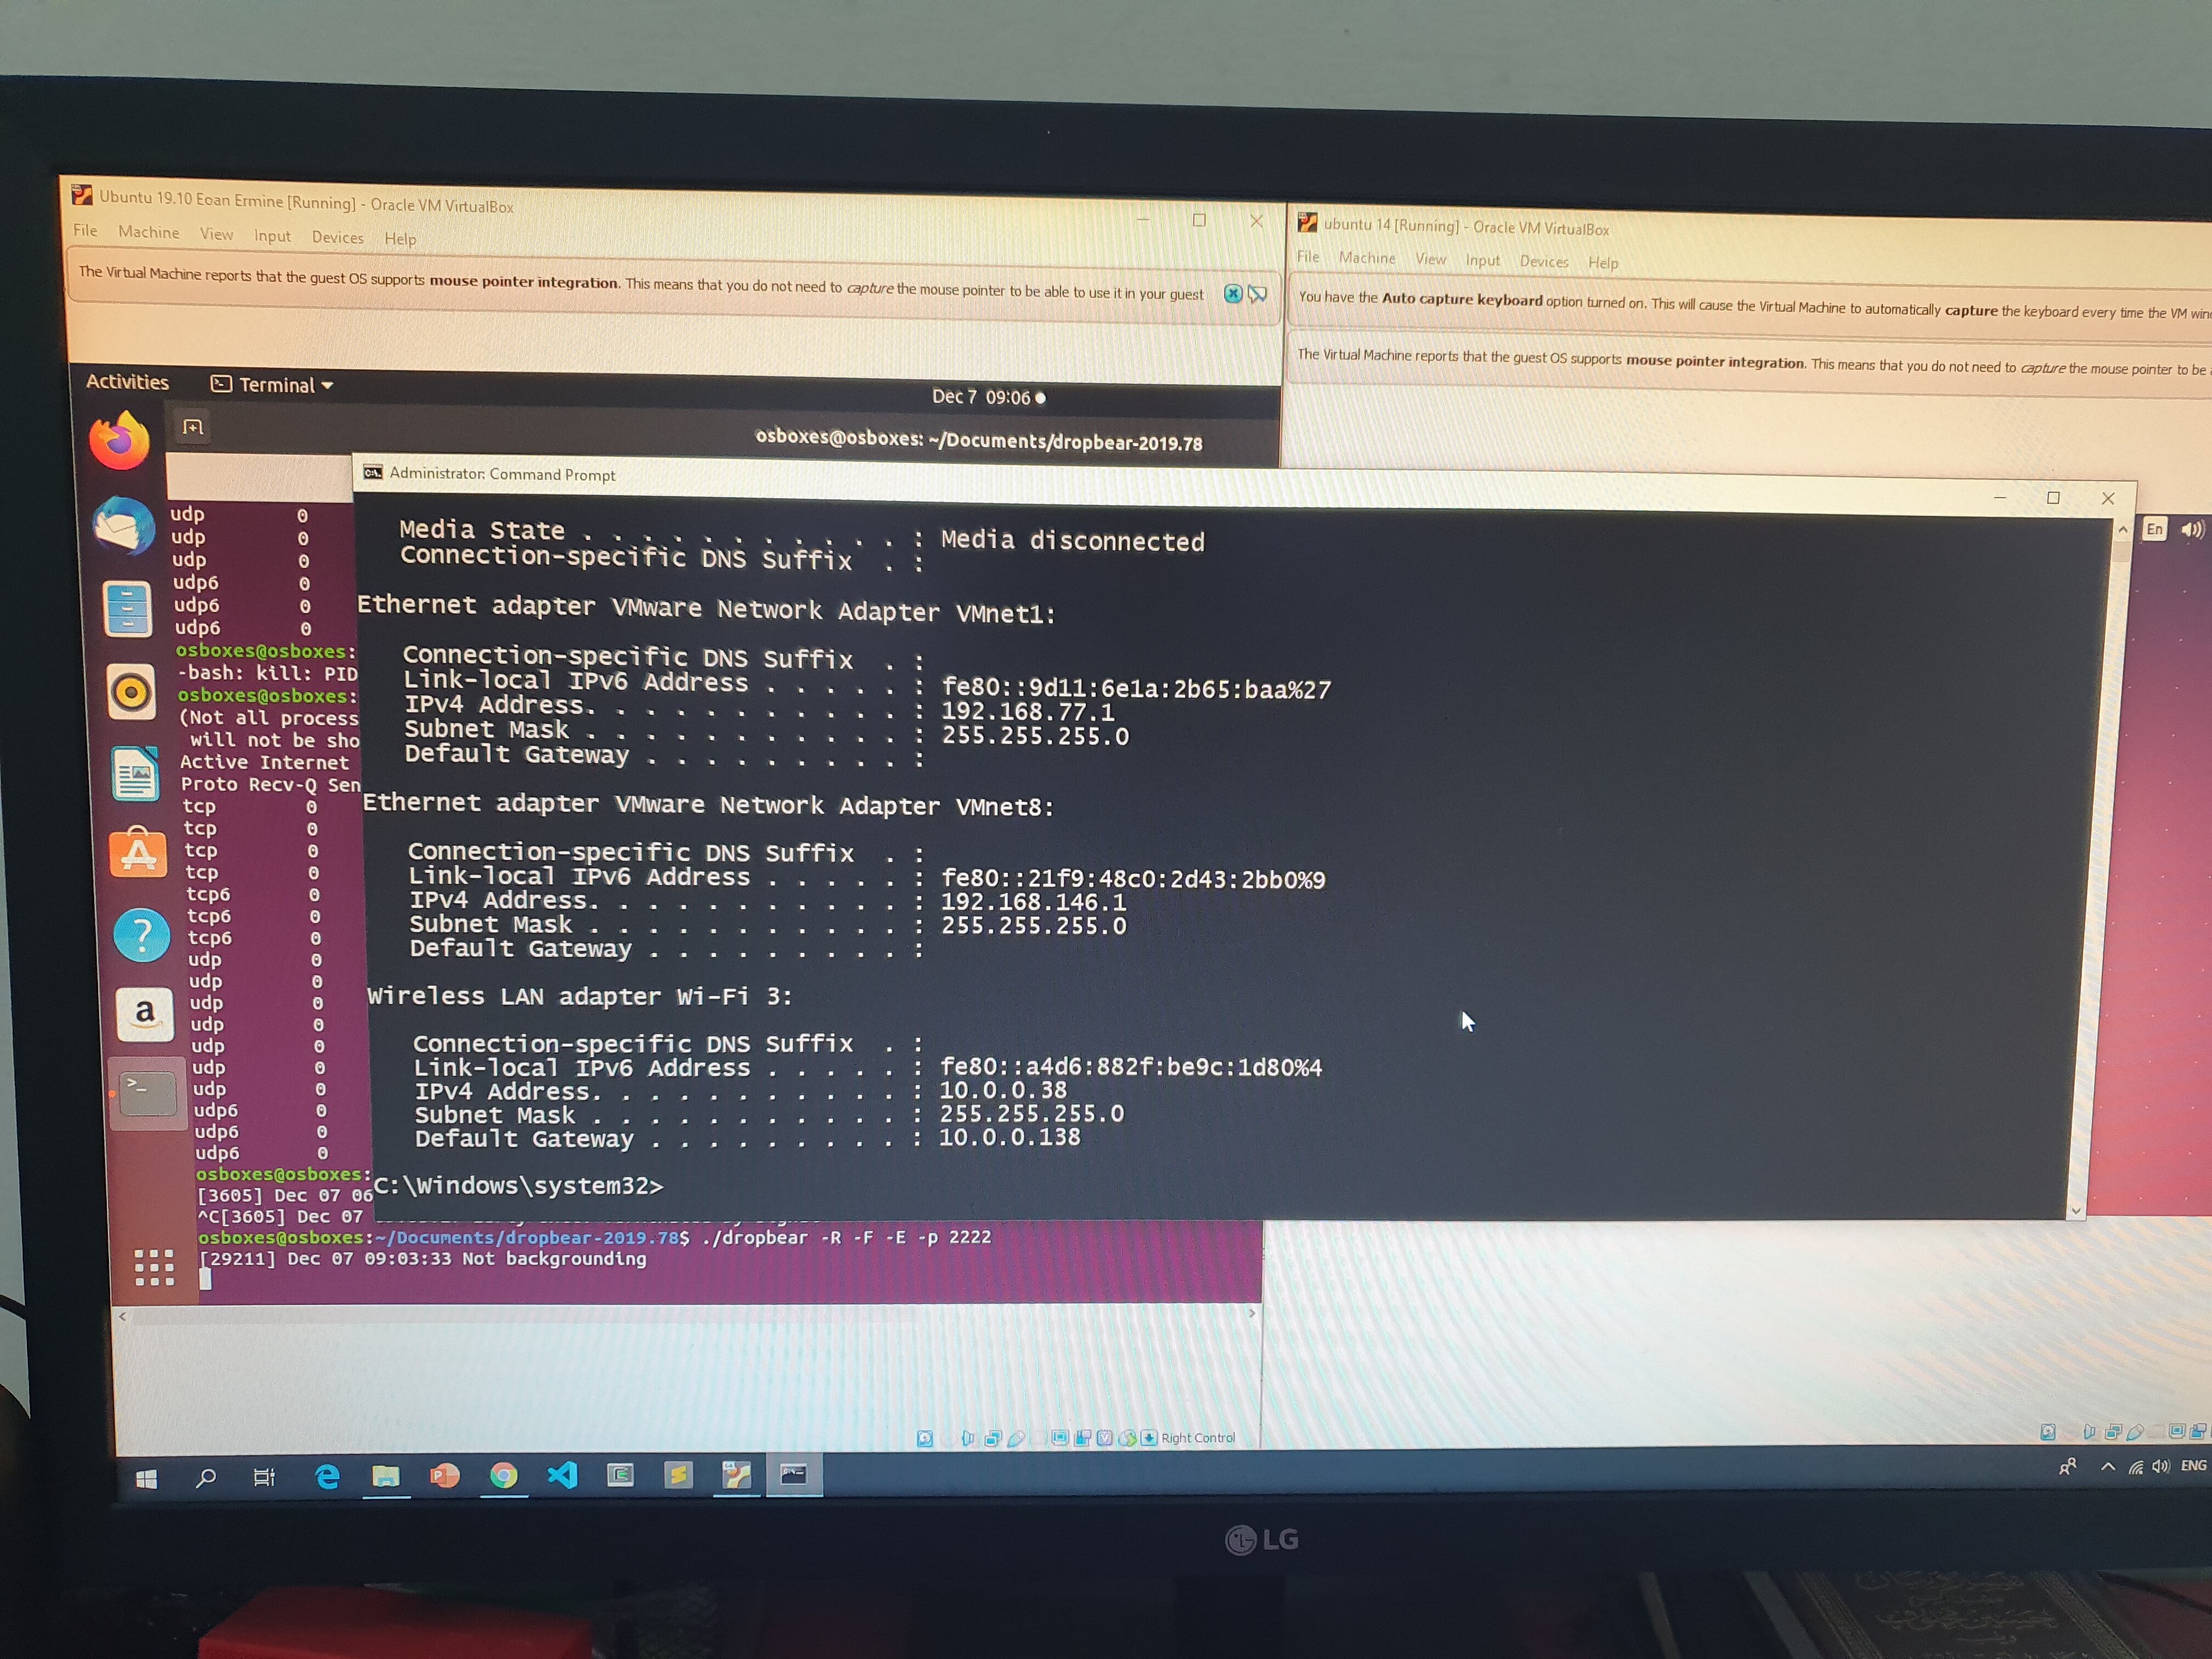 Ubuntu 19.10 Eoan Ermine [Running] - Oracle VM VirtualBox
File Machine View Input Devices Help
The Virtual Machine reports that the guest OS supports mouse pointer integration. This means that you do not need to capture the mouse pointer to be able to use it in your guest
ubuntu 14 [Running] - Oracle VM VirtualBox
File Machine View Input Devices Help
You have the Auto capture keyboard option turned on. This will cause the Virtual Machine to automatically capture the keyboard every time the VM
The Virtual Machine reports that the guest OS supports mouse pointer integration. This means that you do not need to capture the mouse pointer to be
Activities Terminal Dec 7 09:06
osboxes@osboxes: ~/Documents/dropbear-2019.78
Administrator: Command Prompt
Media State . . . . . . . . . . . : Media disconnected
Connection-specific DNS Suffix . :
Ethernet adapter VMware Network Adapter VMnet1:
Connection-specific DNS Suffix . :
Link-local IPv6 Address . . . . . : fe80::9d11:6e1a:2b65:baa%27
IPv4 Address. . . . . . . . . . . : 192.168.77.1
Subnet Mask . . . . . . . . . . . : 255.255.255.0
Default Gateway . . . . . . . . . :
Ethernet adapter VMware Network Adapter VMnet8:
Connection-specific DNS Suffix . :
Link-local IPv6 Address . . . . . : fe80::21f9:48c0:2d43:2bb0%9
IPv4 Address. . . . . . . . . . . : 192.168.146.1
Subnet Mask . . . . . . . . . . . : 255.255.255.0
Default Gateway . . . . . . . . . :
Wireless LAN adapter Wi-Fi 3:
Connection-specific DNS Suffix . :
Link-local IPv6 Address . . . . . : fe80::a4d6:882f:be9c:1d80%4
IPv4 Address. . . . . . . . . . . : 10.0.0.38
Subnet Mask . . . . . . . . . . . : 255.255.255.0
Default Gateway . . . . . . . . . : 10.0.0.138
C:\Windows\system32>
En
udp 0
udp 0
udp 0
udp6 0
udp6 0
udp6 0
osboxes@osboxes:
-bash: kill: PID
osboxes@osboxes:
(Not all process
will not be sho
Active Internet
Proto Recv-Q Sen
tcp 0
tcp 0
tcp 0
tcp 0
tcp6 0
tcp6 0
tcp6 0
udp 0
udp 0
udp 0
udp 0
udp 0
udp 0
udp 0
udp6 0
udp6 0
udp6 0
osboxes@osboxes:
[3605] Dec 07 06
^C[3605] Dec 07
osboxes@osboxes:~/Documents/dropbear-2019.78$ ./dropbear -R -F -E -p 2222
[29211] Dec 07 09:03:33 Not backgrounding
Right Control
ENG
LG